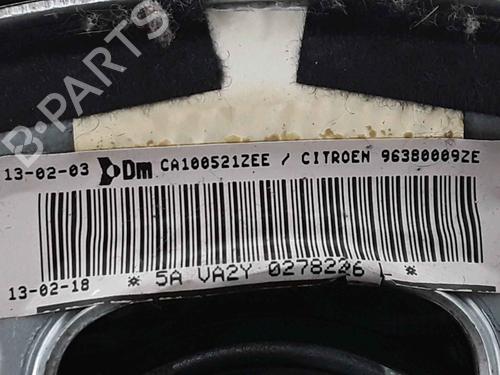 B-PARTS
13-02-03 Dm CA100521ZEE / CITROEN 96380009ZE
13-02-18 * 5A VA2Y 0278226 L *